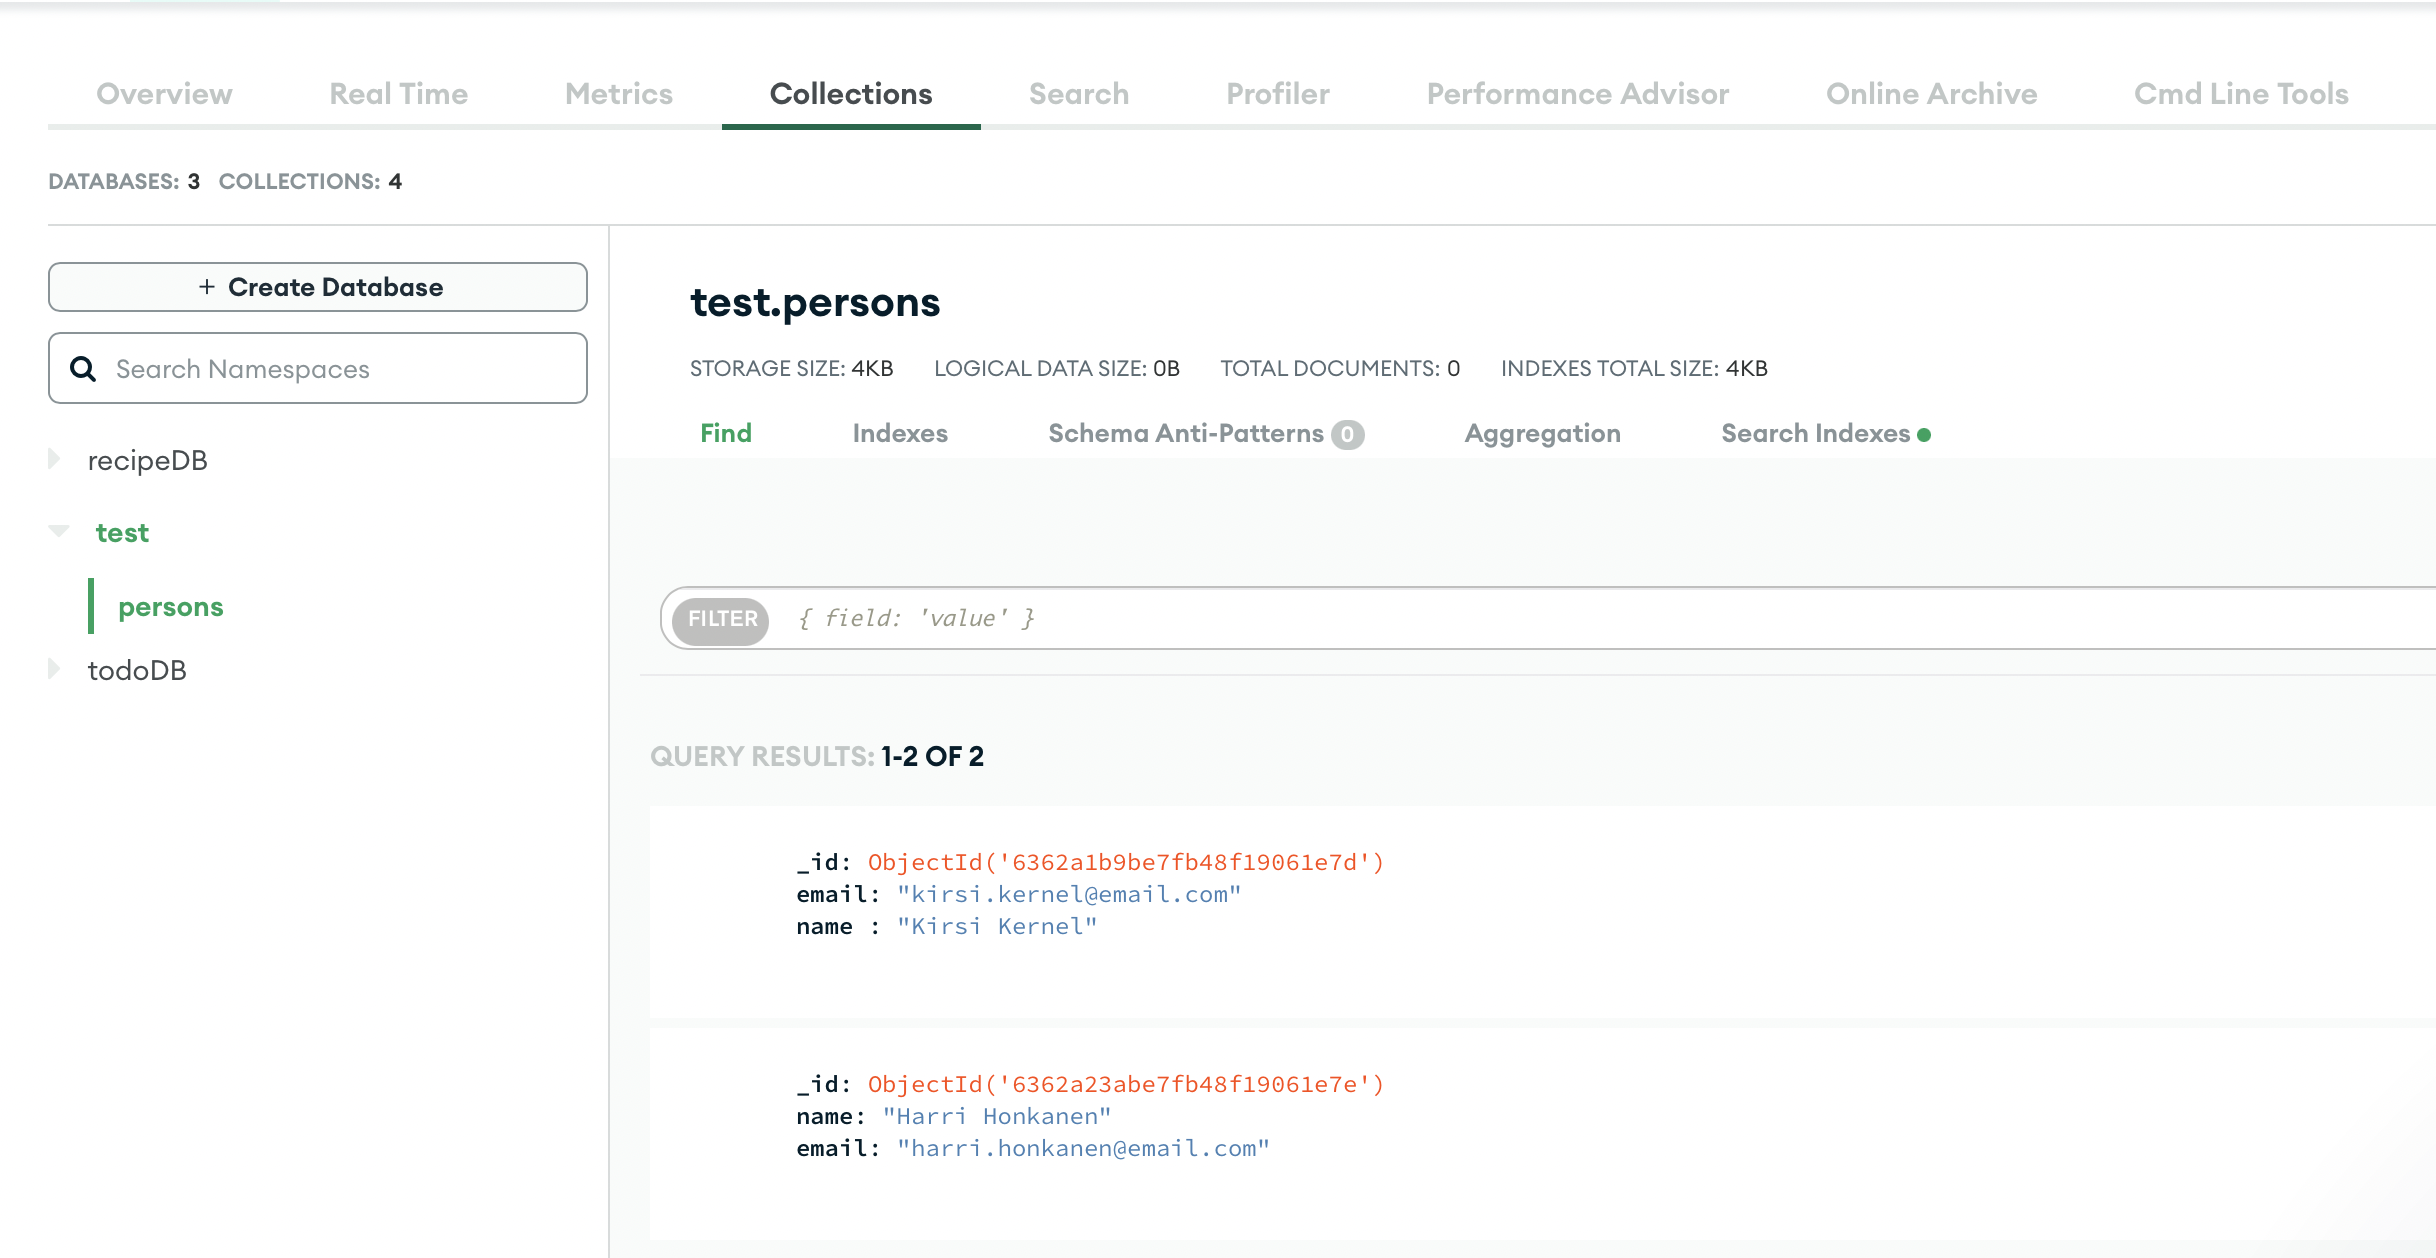 Overview Real Time Metrics Collections Search Profiler Performance Advisor Online Archive Cmd Line Tools
DATABASES: 3 COLLECTIONS: 4
+ Create Database
Search Namespaces
recipeDB
test
persons
todoDB
test.persons
STORAGE SIZE: 4KB LOGICAL DATA SIZE: 0B TOTAL DOCUMENTS: 0 INDEXES TOTAL SIZE: 4KB
Find Indexes Schema Anti-Patterns 0 Aggregation Search Indexes
FILTER { field: 'value' }
QUERY RESULTS: 1-2 OF 2
_id: ObjectId('6362a1b9be7fb48f19061e7d')
email: "kirsi.kernel@email.com"
name : "Kirsi Kernel"
_id: ObjectId('6362a23abe7fb48f19061e7e')
name: "Harri Honkanen"
email: "harri.honkanen@email.com"